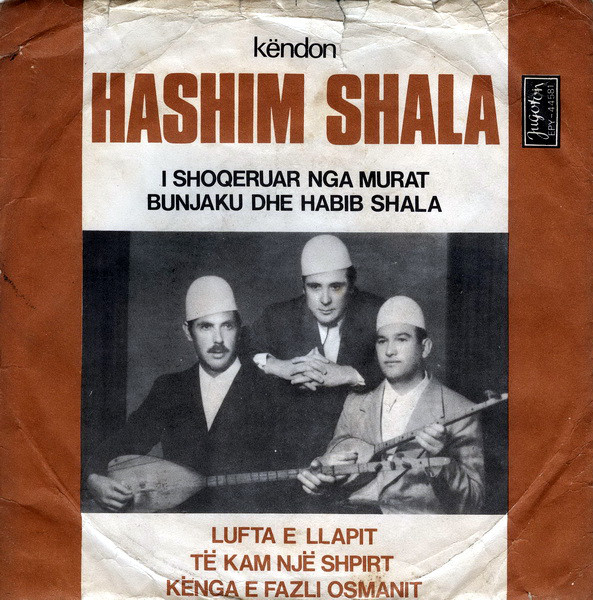 këndon
HASHIM SHALA
Jugoton
EPY-44581
I SHOQERUAR NGA MURAT
BUNJAKU DHE HABIB SHALA
LUFTA E LLAPIT
TË KAM NJË SHPIRT
KËNGA E FAZLI OSMANIT